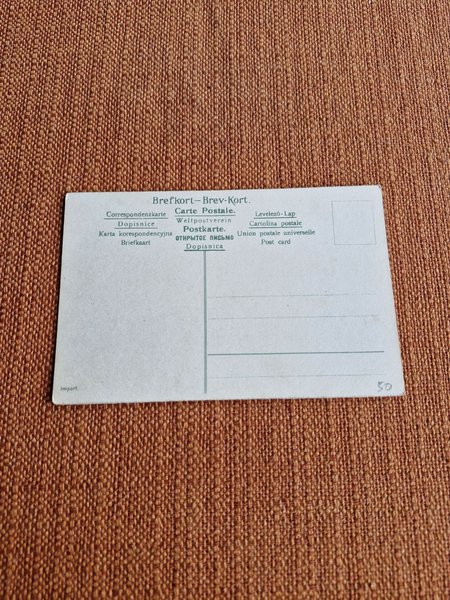 Brefkort—Brev-Kort.
Correspondenzkarte Carte Postale. Levelező-Lap
Dopisnice Weltpostverein Cartolina postale
Karta korespondencyjna Postkarte. Union postale universelle
Briefkaart ОТКРЫТОЕ ПИСЬМО Post card
Dopisnica
Import.
50